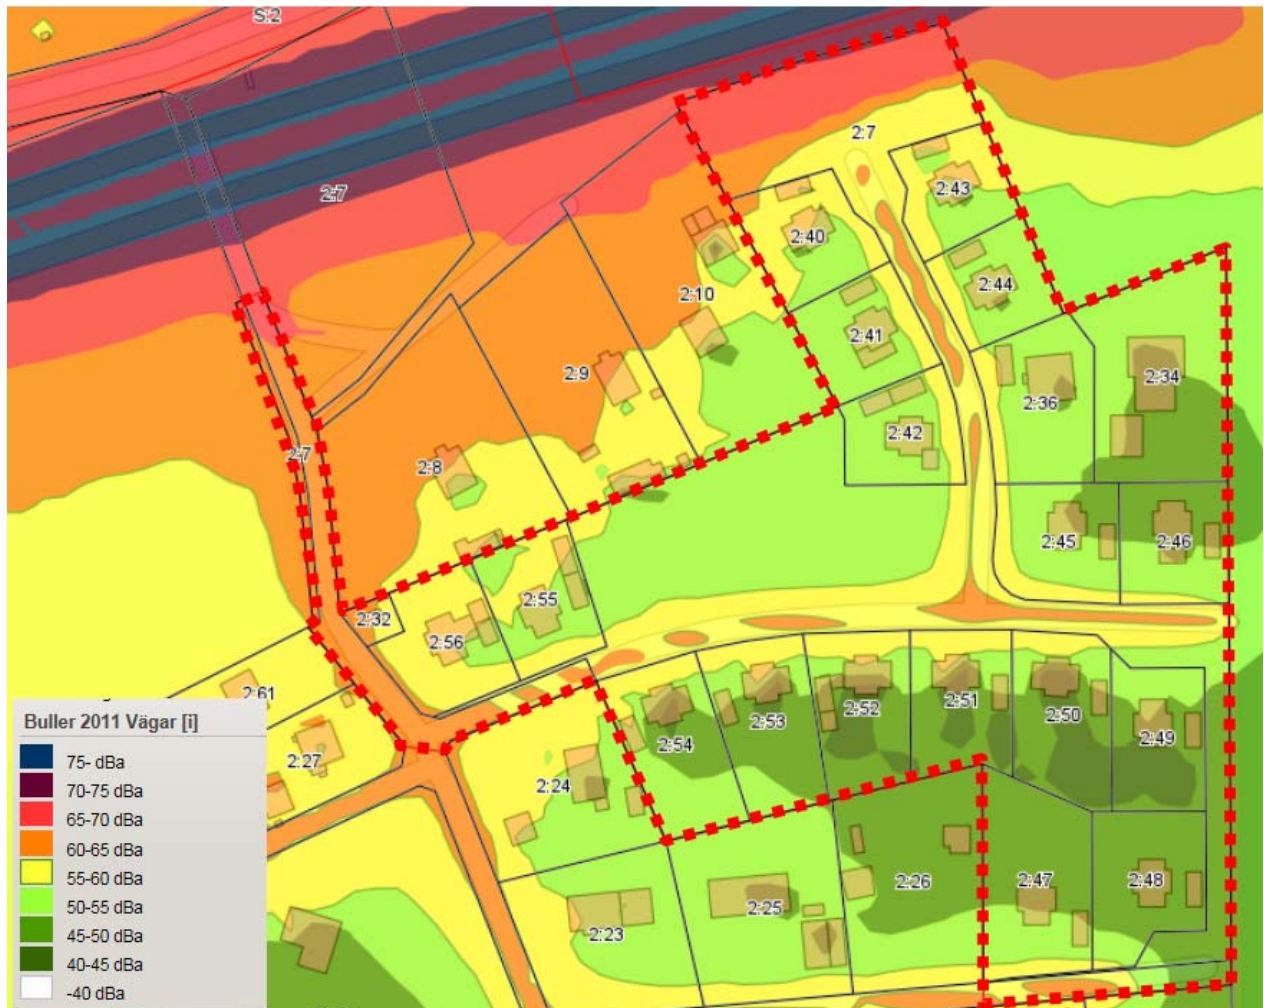 S:2
2:7
2:7
2:43
2:40
2:44
2:10
2:41
2:34
2:9
2:36
2:42
2:7
2:8
2:45
2:46
2:55
2:32
2:56
2:61
2:51
2:52
2:50
2:53
2:49
2:54
2:27
2:24
2:26
2:47
2:48
2:25
2:23
Buller 2011 Vägar [i]
75- dBa
70-75 dBa
65-70 dBa
60-65 dBa
55-60 dBa
50-55 dBa
45-50 dBa
40-45 dBa
-40 dBa